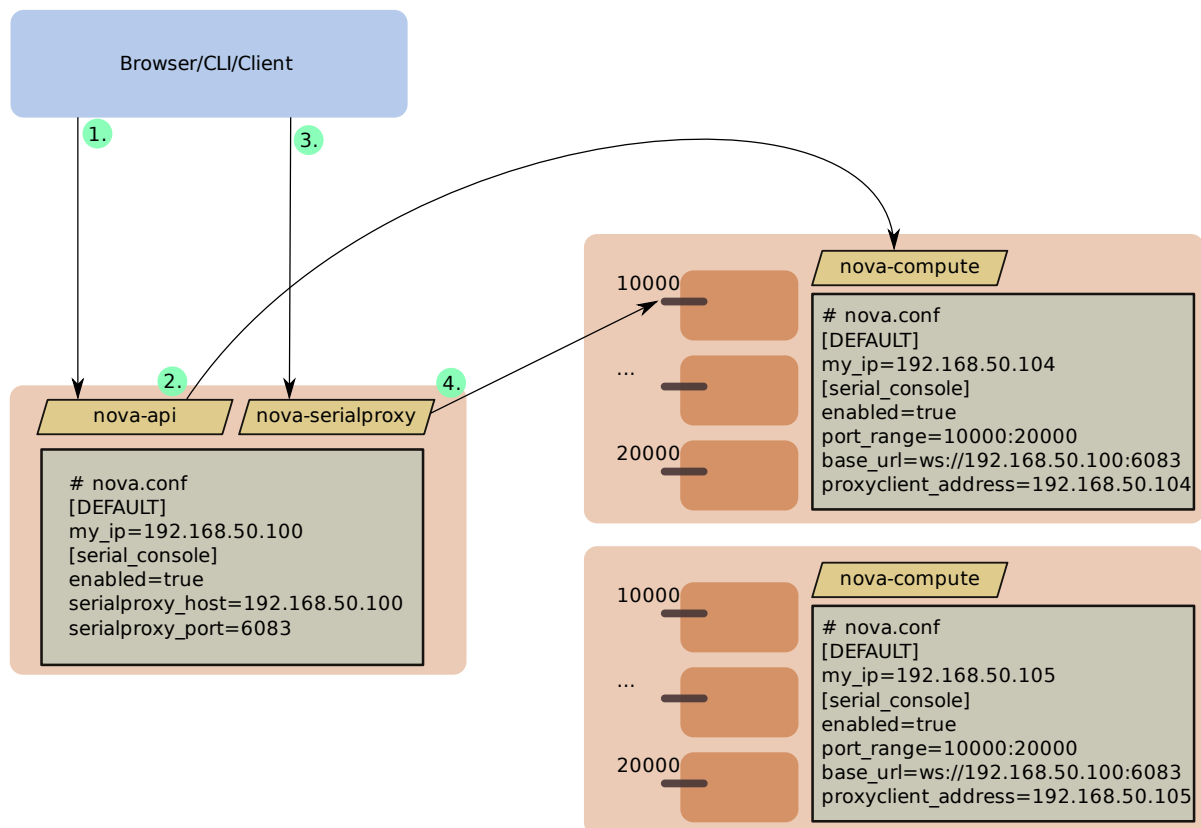 Browser/CLI/Client
1.
3.
2.
4.
nova-api
nova-serialproxy
# nova.conf
[DEFAULT]
my_ip=192.168.50.100
[serial_console]
enabled=true
serialproxy_host=192.168.50.100
serialproxy_port=6083
nova-compute
10000
...
20000
# nova.conf
[DEFAULT]
my_ip=192.168.50.104
[serial_console]
enabled=true
port_range=10000:20000
base_url=ws://192.168.50.100:6083
proxyclient_address=192.168.50.104
nova-compute
10000
...
20000
# nova.conf
[DEFAULT]
my_ip=192.168.50.105
[serial_console]
enabled=true
port_range=10000:20000
base_url=ws://192.168.50.100:6083
proxyclient_address=192.168.50.105